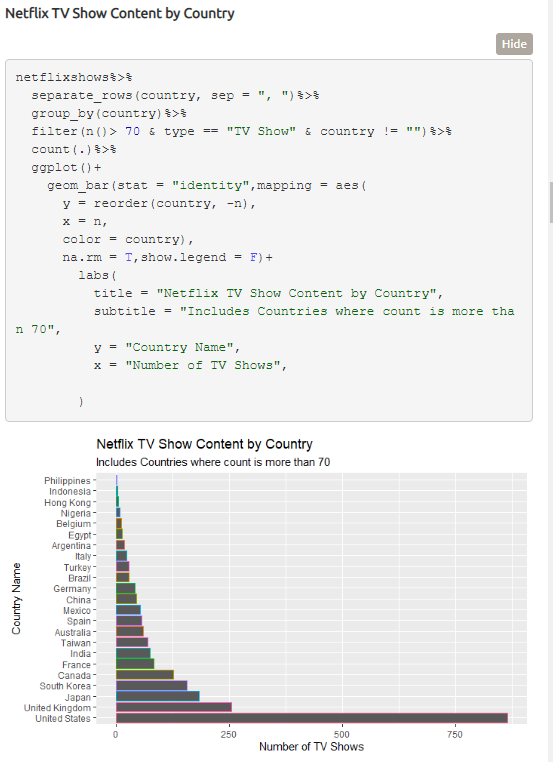 Netflix TV Show Content by Country
Hide
netflixshows%>%
  separate_rows(country, sep = ", ")%>%
  group_by(country)%>%
  filter(n()> 70 & type == "TV Show" & country != "")%>%
  count(.)%>%
  ggplot()+
    geom_bar(stat = "identity",mapping = aes(
      y = reorder(country, -n),
      x = n,
      color = country),
      na.rm = T,show.legend = F)+
        labs(
          title = "Netflix TV Show Content by Country",
          subtitle = "Includes Countries where count is more tha
n 70",
          y = "Country Name",
          x = "Number of TV Shows",
        )
Netflix TV Show Content by Country
Includes Countries where count is more than 70
Country Name
Philippines
Indonesia
Hong Kong
Nigeria
Belgium
Egypt
Argentina
Italy
Turkey
Brazil
Germany
China
Mexico
Spain
Australia
Taiwan
India
France
Canada
South Korea
Japan
United Kingdom
United States
0 250 500 750
Number of TV Shows